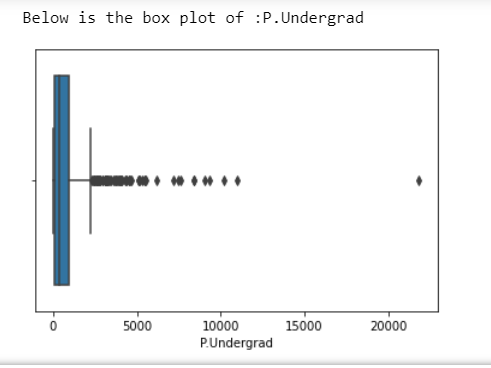 Below is the box plot of :P.Undergrad
0 5000 10000 15000 20000
P.Undergrad